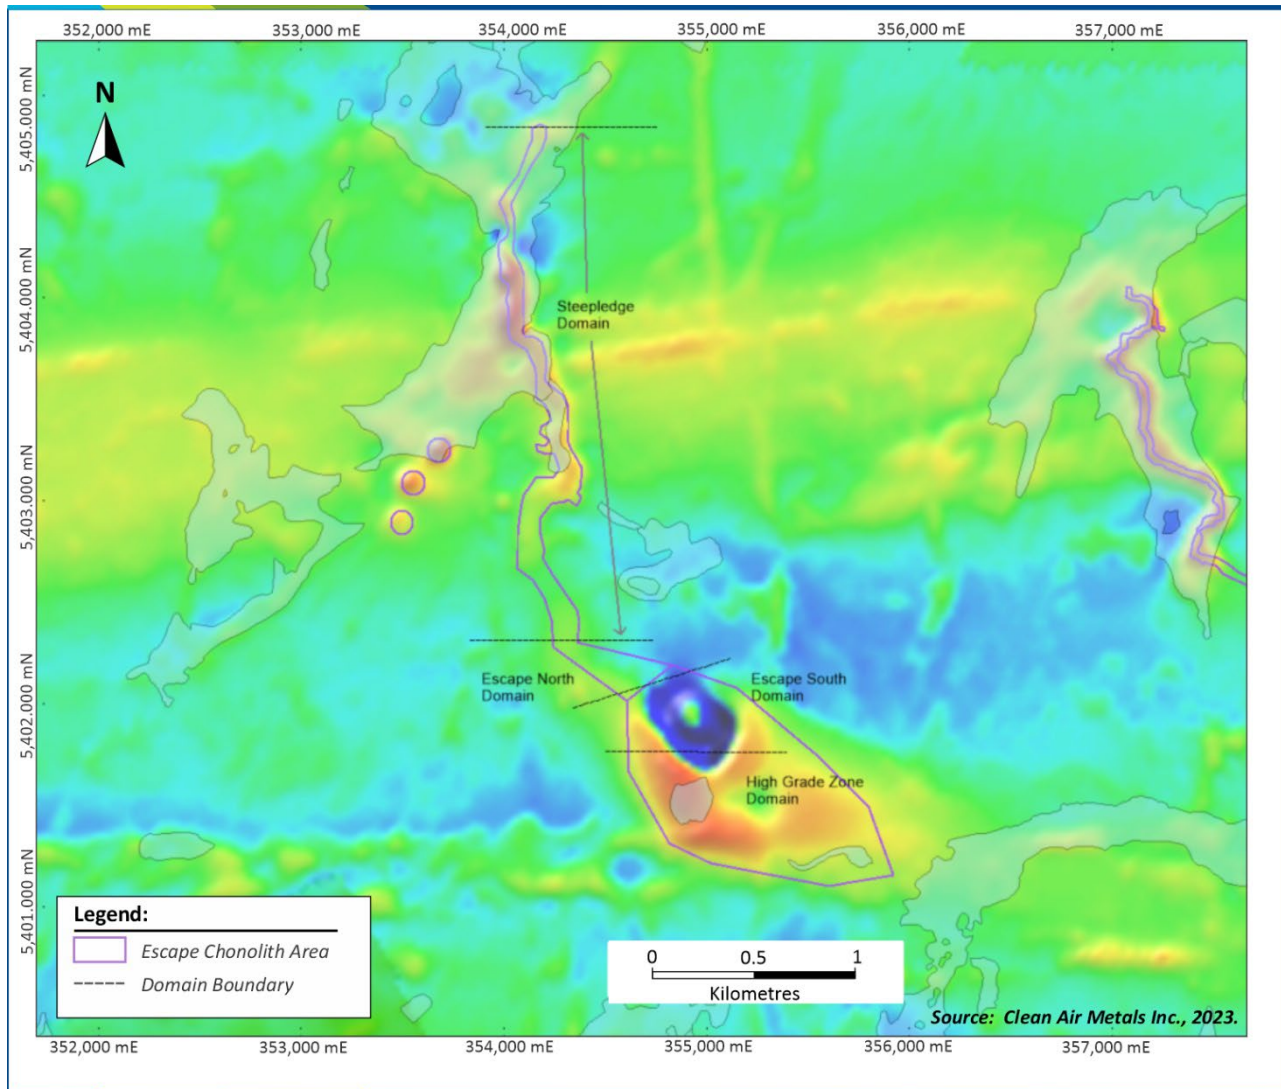 352,000 mE
353,000 mE
354,000 mE
355,000 mE
356,000 mE
357,000 mE
N
5,405.000 mN
5,404.000 mN
5,403.000 mN
5,402.000 mN
5,401.000 mN
Steepledge
Domain
Escape North
Domain
Escape South
Domain
High Grade Zone
Domain
Legend:
Escape Chonolith Area
Domain Boundary
0
0.5
1
Kilometres
Source: Clean Air Metals Inc., 2023.
352,000 mE
353,000 mE
354,000 mE
355,000 mE
356,000 mE
357,000 mE